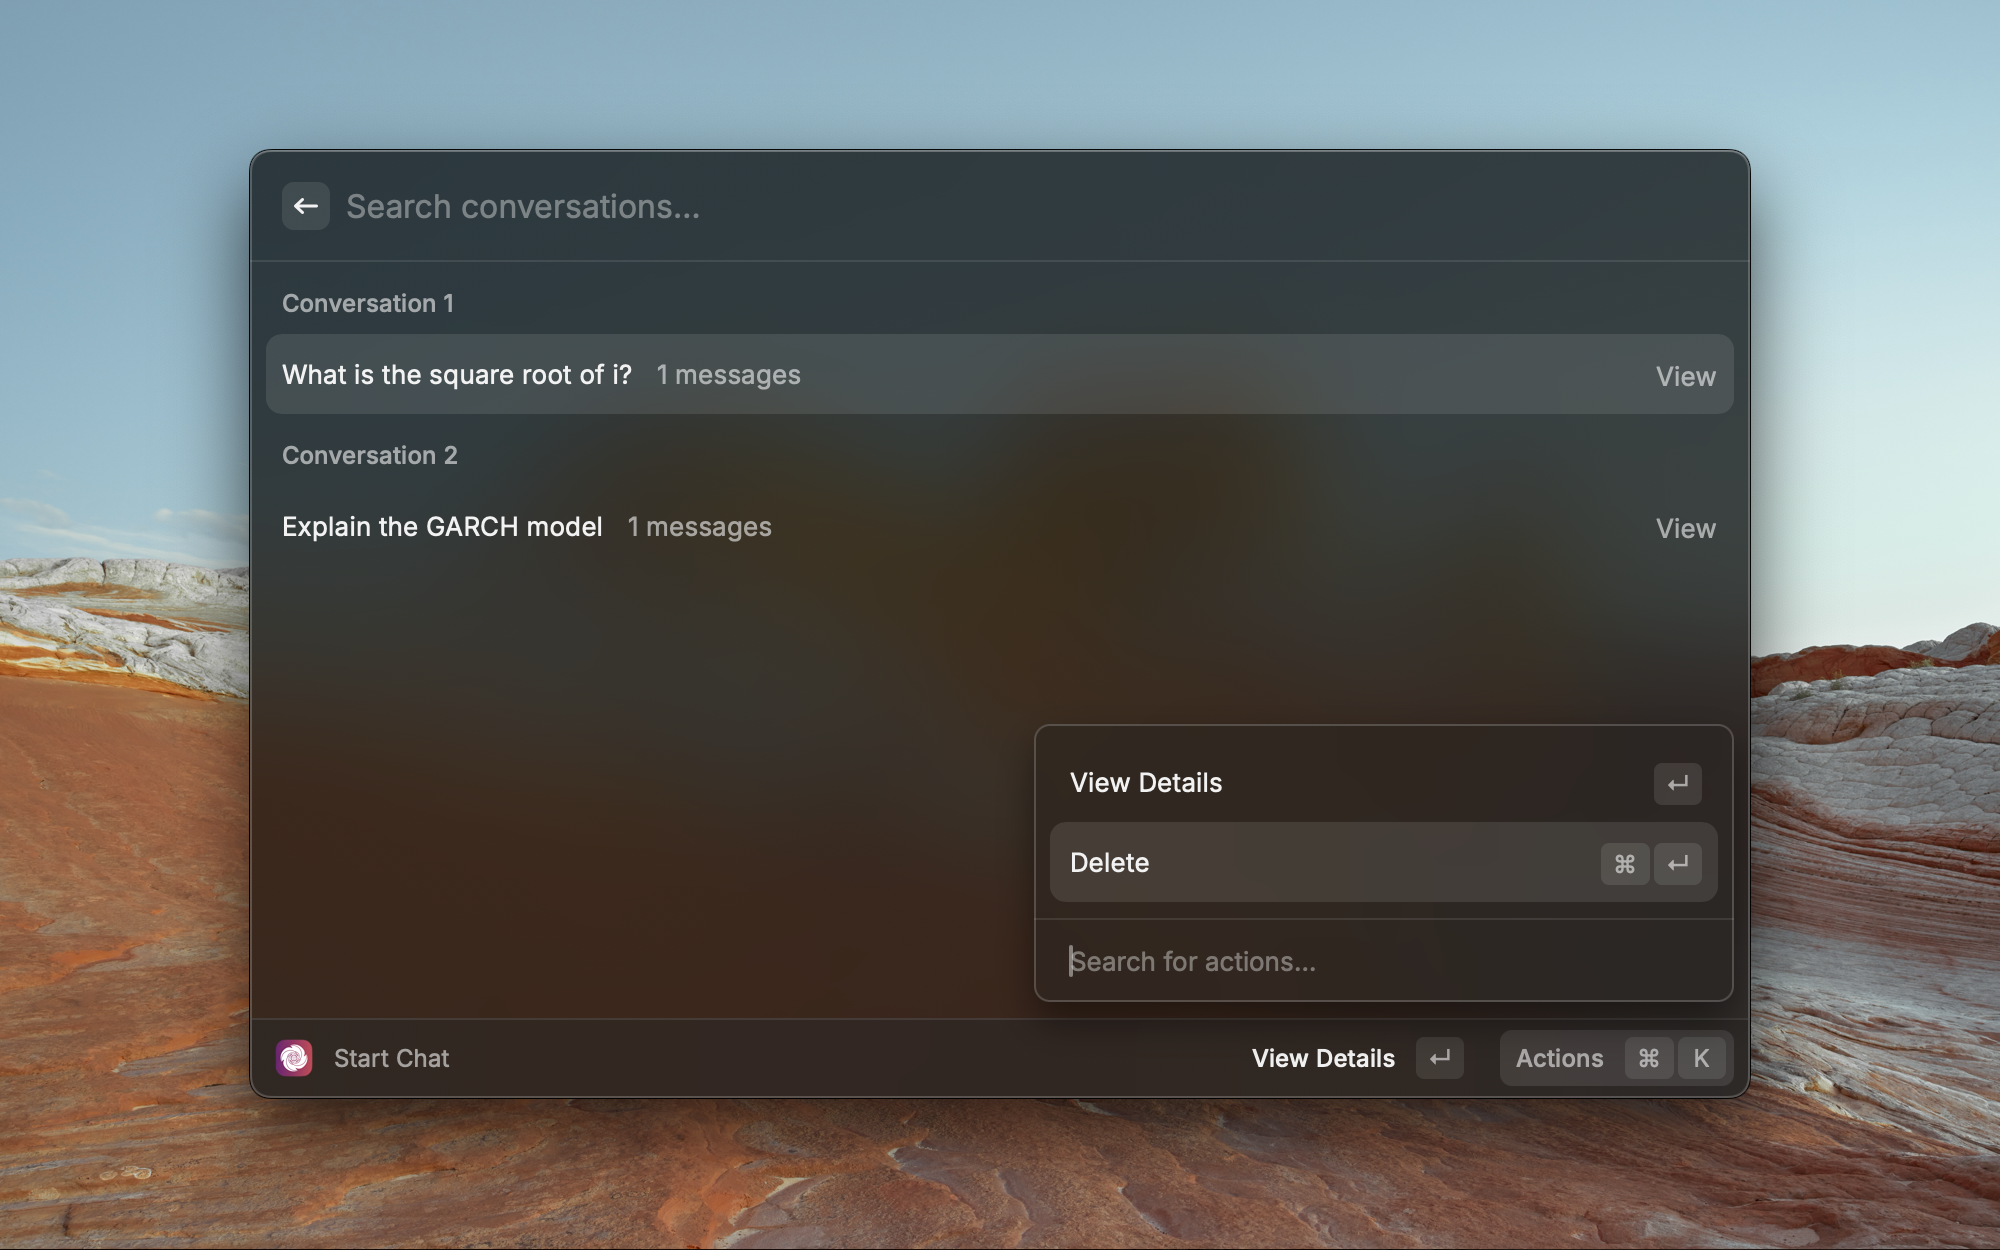 Search conversations...
Conversation 1
What is the square root of i? 1 messages View
Conversation 2
Explain the GARCH model 1 messages View
View Details ↵
Delete ⌘ ↵
Search for actions...
Start Chat View Details ↵ Actions ⌘ K